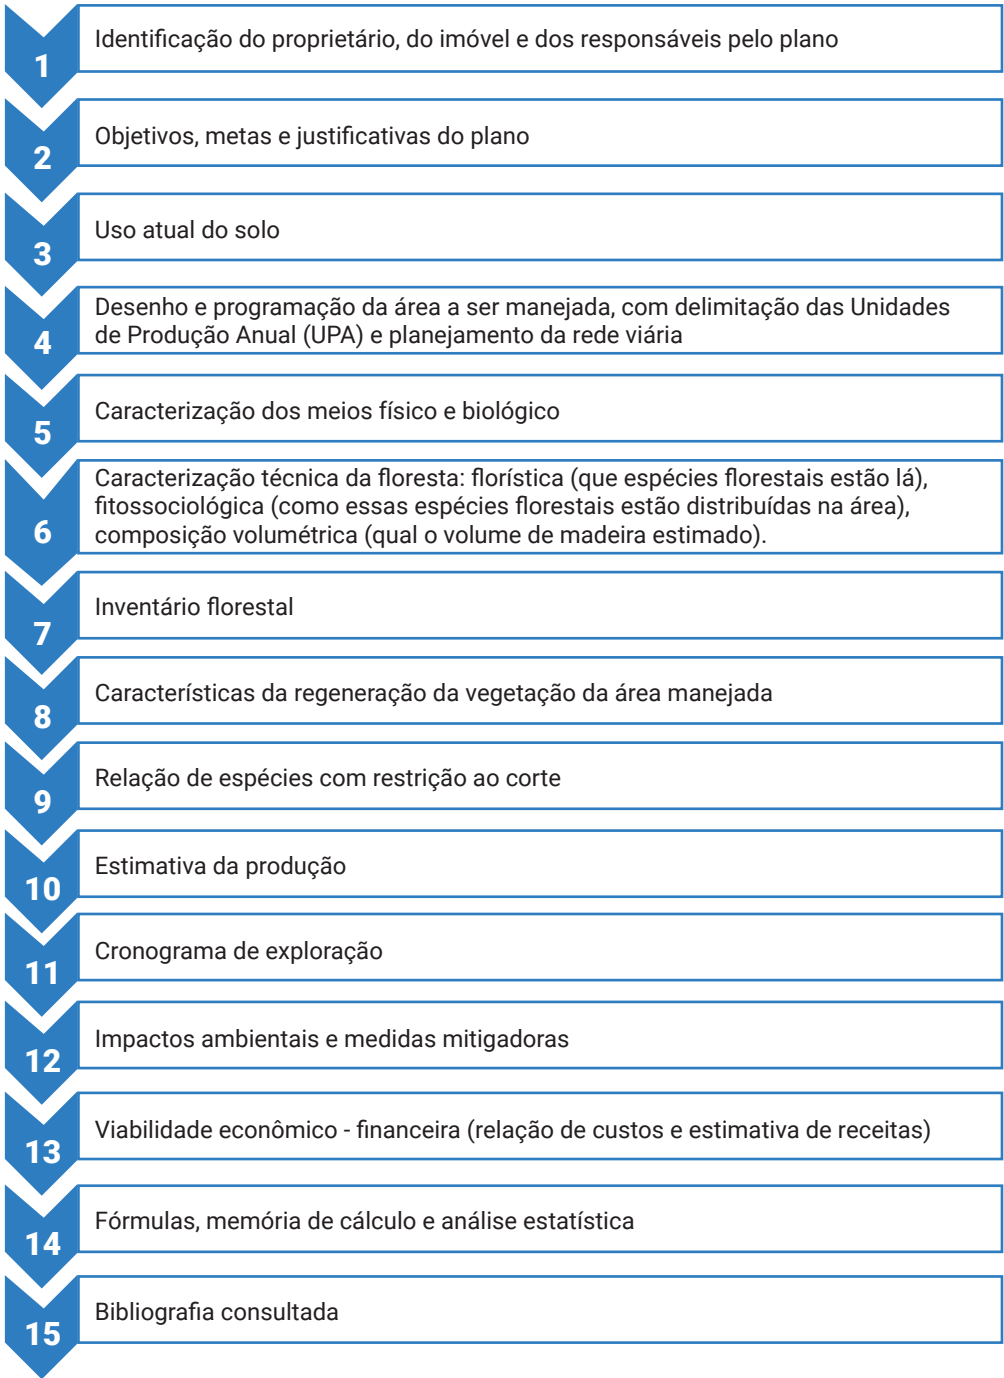 1
Identificação do proprietário, do imóvel e dos responsáveis pelo plano
2
Objetivos, metas e justificativas do plano
3
Uso atual do solo
4
Desenho e programação da área a ser manejada, com delimitação das Unidades
de Produção Anual (UPA) e planejamento da rede viária
5
Caracterização dos meios físico e biológico
6
Caracterização técnica da floresta: florística (que espécies florestais estão lá),
fitossociológica (como essas espécies florestais estão distribuídas na área),
composição volumétrica (qual o volume de madeira estimado).
7
Inventário florestal
8
Características da regeneração da vegetação da área manejada
9
Relação de espécies com restrição ao corte
10
Estimativa da produção
11
Cronograma de exploração
12
Impactos ambientais e medidas mitigadoras
13
Viabilidade econômico - financeira (relação de custos e estimativa de receitas)
14
Fórmulas, memória de cálculo e análise estatística
15
Bibliografia consultada